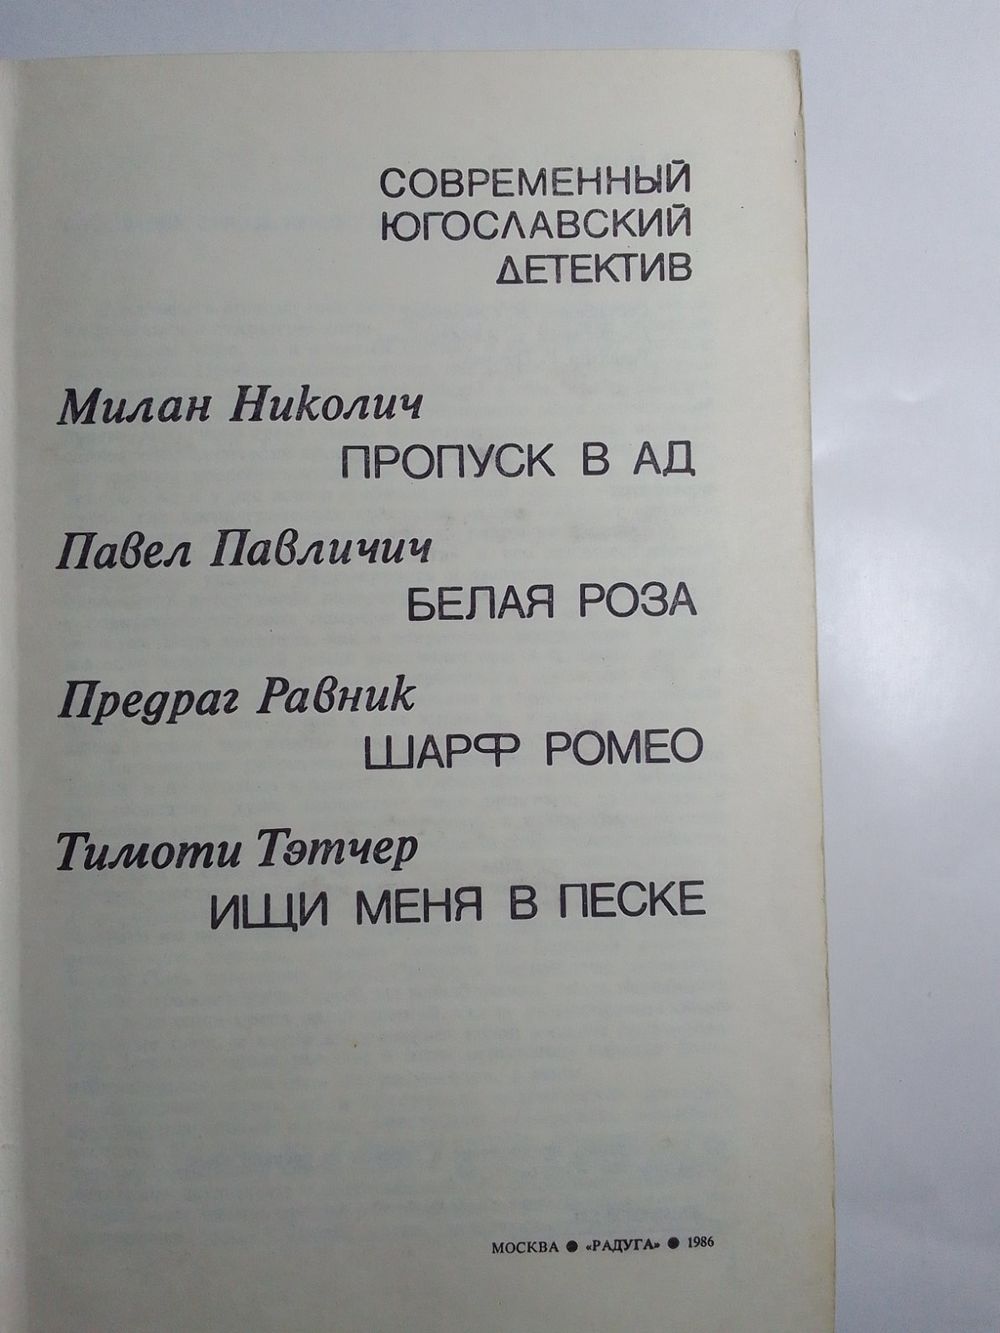 СОВРЕМЕННЫЙ
ЮГОСЛАВСКИЙ
ДЕТЕКТИВ
Милан Николич
ПРОПУСК В АД
Павел Павличич
БЕЛАЯ РОЗА
Предраг Равник
ШАРФ РОМЕО
Тимоти Тэтчер
ИЩИ МЕНЯ В ПЕСКЕ
МОСКВА ● «РАДУГА» ● 1986